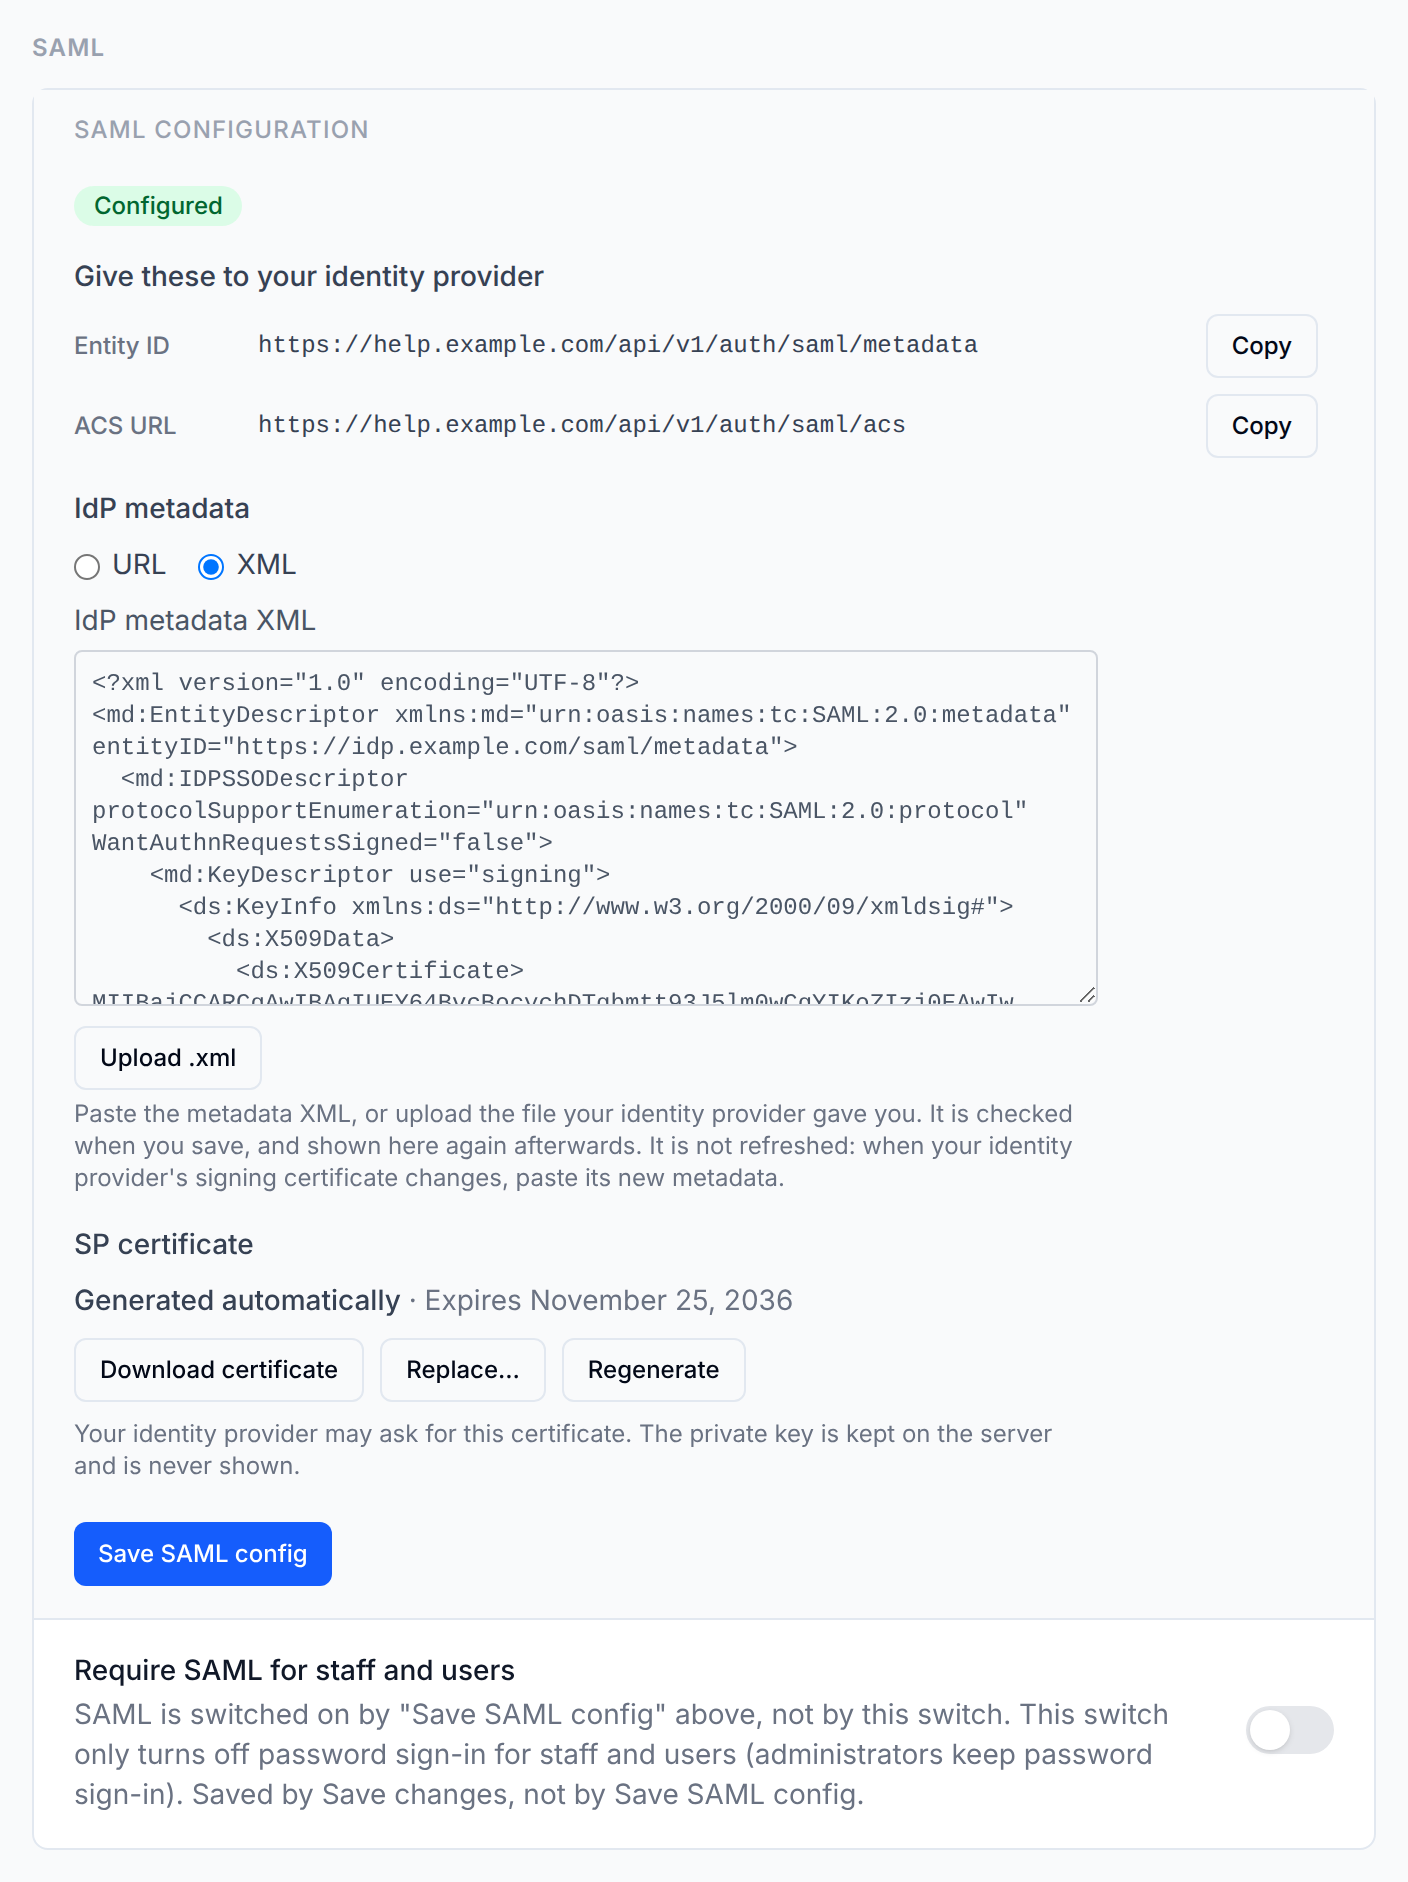 SAML
SAML CONFIGURATION
Configured
Give these to your identity provider
Entity ID https://help.example.com/api/v1/auth/saml/metadata Copy
ACS URL https://help.example.com/api/v1/auth/saml/acs Copy
IdP metadata
URL XML
IdP metadata XML
<?xml version="1.0" encoding="UTF-8"?>
<md:EntityDescriptor xmlns:md="urn:oasis:names:tc:SAML:2.0:metadata"
entityID="https://idp.example.com/saml/metadata">
<md:IDPSSODescriptor
protocolSupportEnumeration="urn:oasis:names:tc:SAML:2.0:protocol"
WantAuthnRequestsSigned="false">
<md:KeyDescriptor use="signing">
<ds:KeyInfo xmlns:ds="http://www.w3.org/2000/09/xmldsig#">
<ds:X509Data>
<ds:X509Certificate>
Upload .xml
Paste the metadata XML, or upload the file your identity provider gave you. It is checked
when you save, and shown here again afterwards. It is not refreshed: when your identity
provider's signing certificate changes, paste its new metadata.
SP certificate
Generated automatically · Expires November 25, 2036
Download certificate Replace... Regenerate
Your identity provider may ask for this certificate. The private key is kept on the server
and is never shown.
Save SAML config
Require SAML for staff and users
SAML is switched on by "Save SAML config" above, not by this switch. This switch
only turns off password sign-in for staff and users (administrators keep password
sign-in). Saved by Save changes, not by Save SAML config.